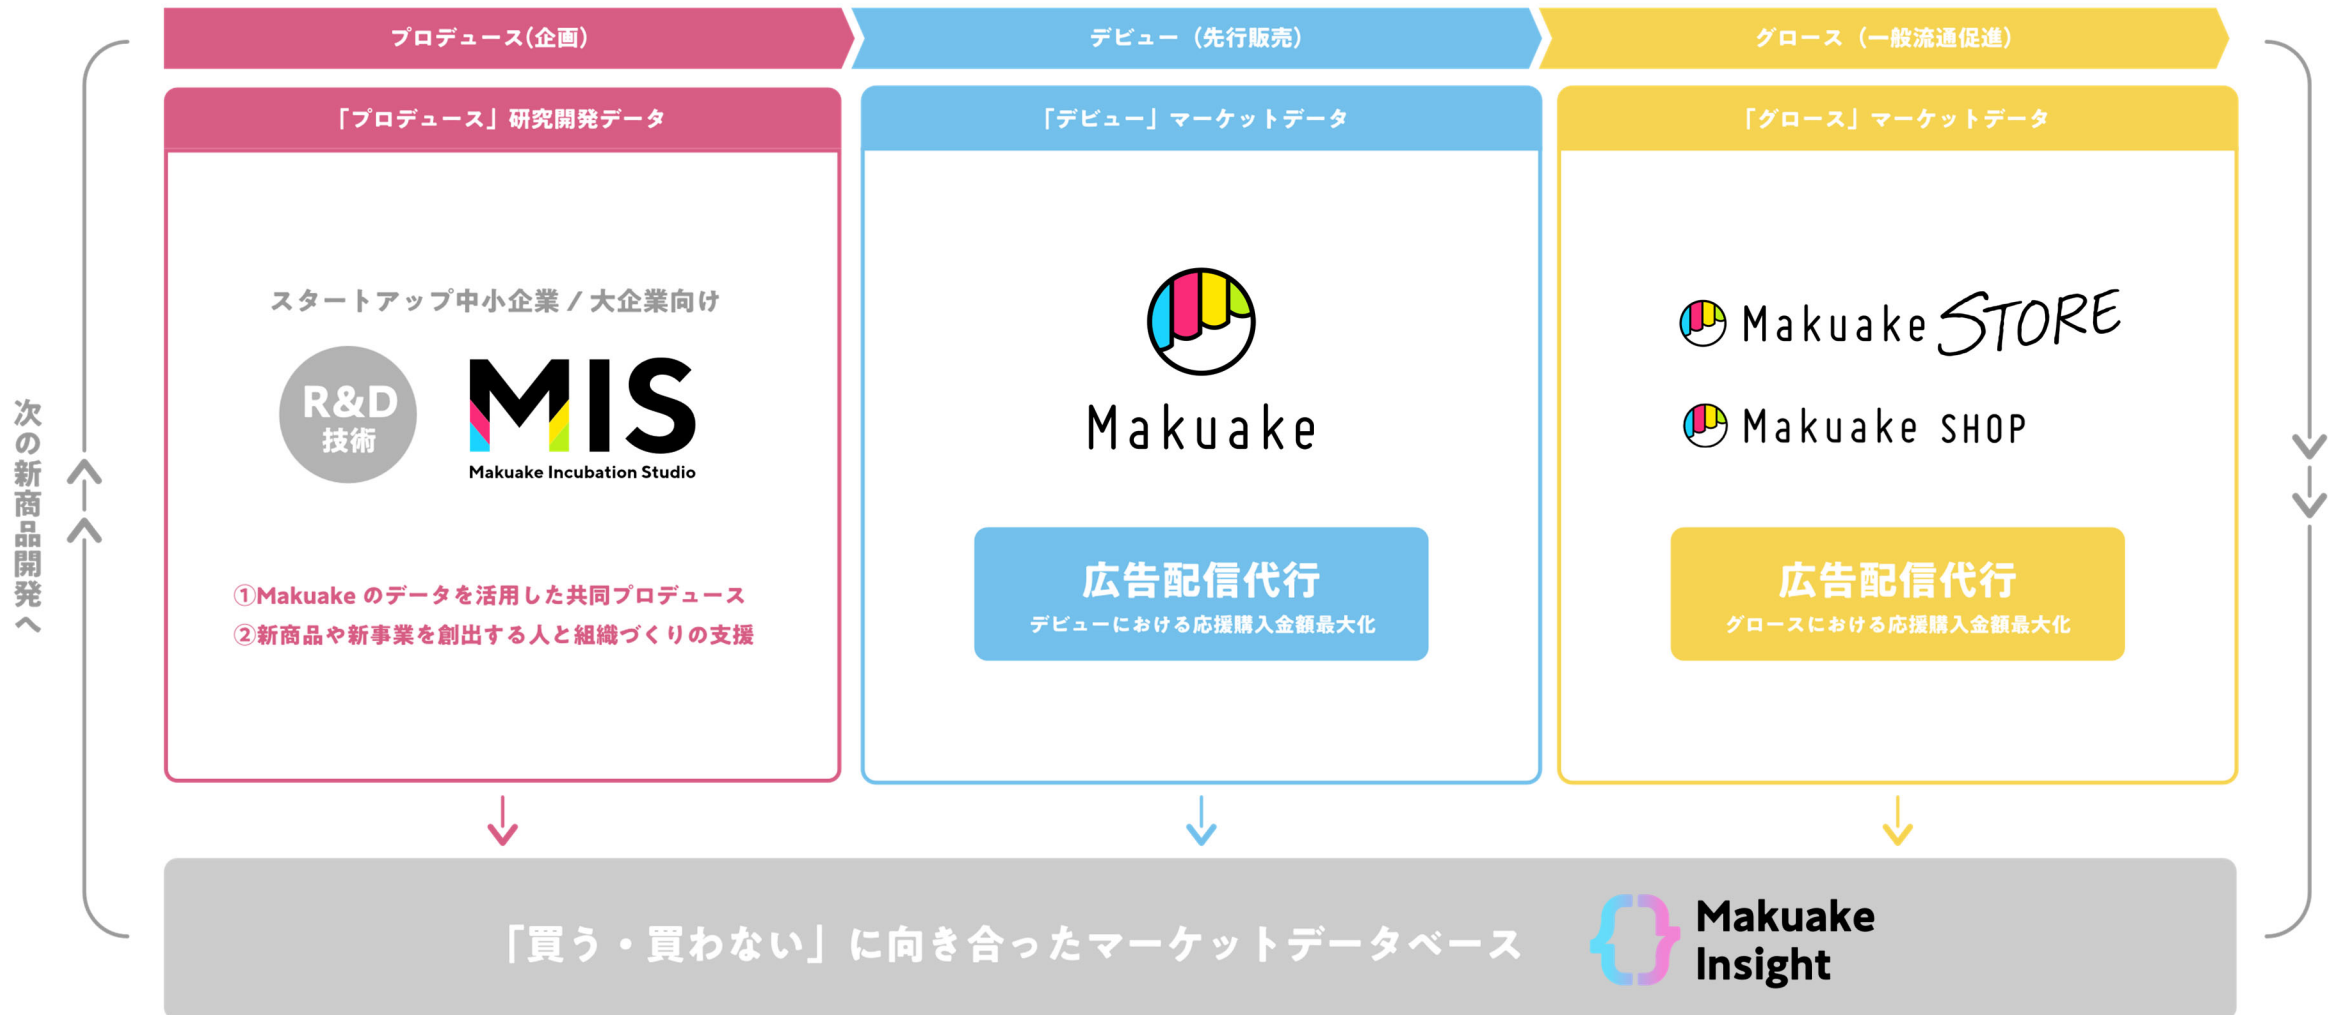 プロデュース(企画)
デビュー（先行販売）
グロース（一般流通促進）
「プロデュース」研究開発データ
「デビュー」マーケットデータ
「グロース」マーケットデータ
スタートアップ中小企業 / 大企業向け
R&D
技術
MIS
Makuake Incubation Studio
①Makuake のデータを活用した共同プロデュース
②新商品や新事業を創出する人と組織づくりの支援
Makuake
広告配信代行
デビューにおける応援購入金額最大化
Makuake STORE
Makuake SHOP
広告配信代行
グロースにおける応援購入金額最大化
次の新商品開発へ
「買う・買わない」に向き合ったマーケットデータベース
Makuake
Insight